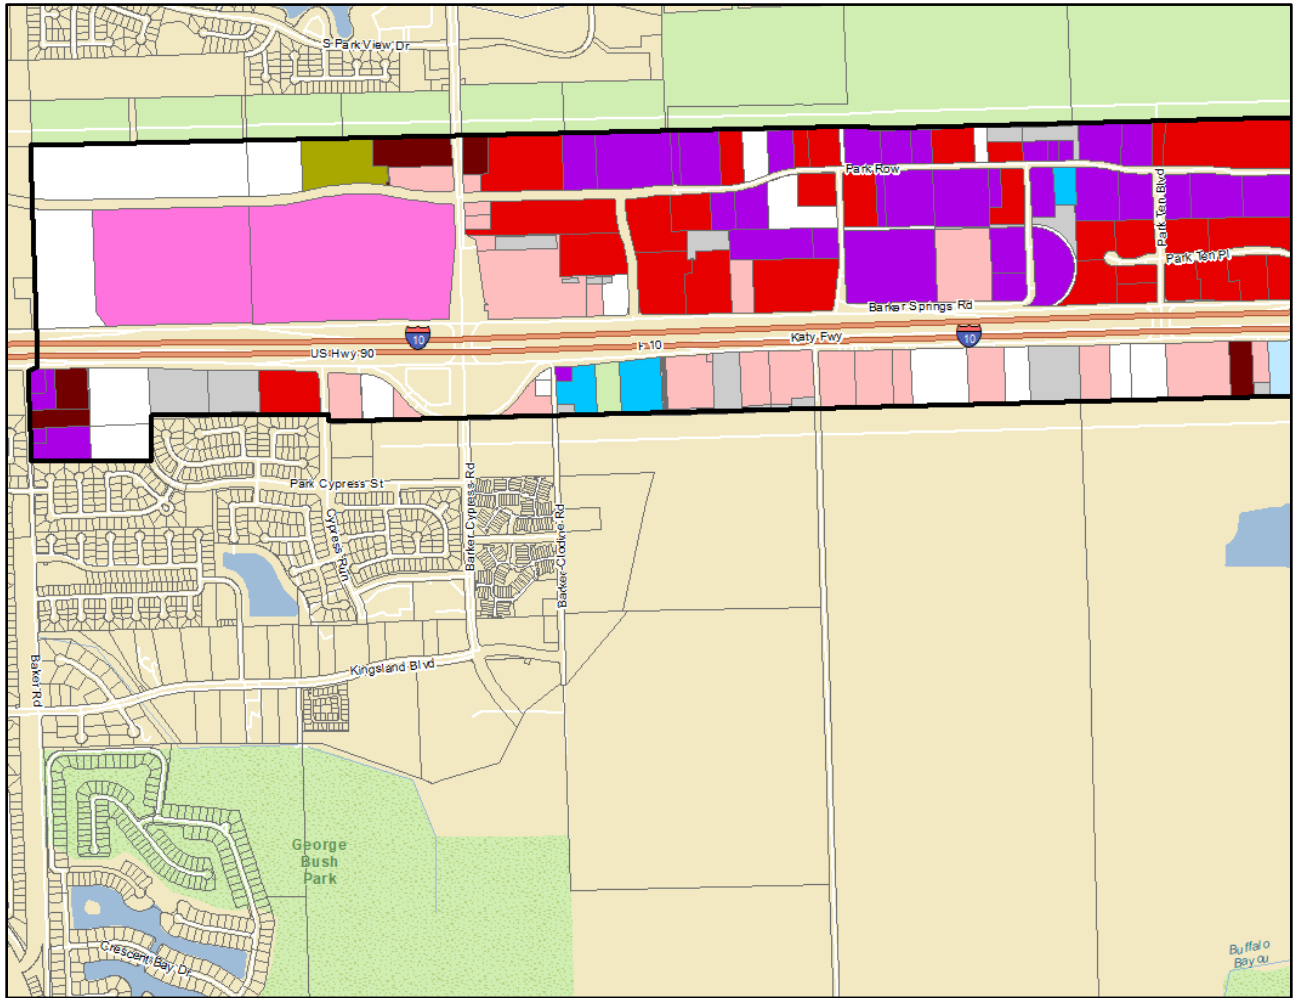 S Park View Dr
Park Row
Park Ten Blvd
Park Ten Pl
Barker Springs Rd
10
I-10
Katy Fwy
10
US Hwy 90
Park Cypress St
Cypress Run
Barker Cypress Rd
Barker-Clodine-Rd
Kingsland Blvd
Baker Rd
George
Bush
Park
Crescent Bay Dr
Buffalo
Bayou